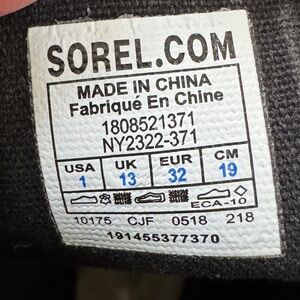 SOREL.COM
MADE IN CHINA
Fabriqué En Chine
1808521371
NY2322-371
USA UK EUR CM
1 13 32 19
ECA-10
10175 CJF 0518 218
191455377370